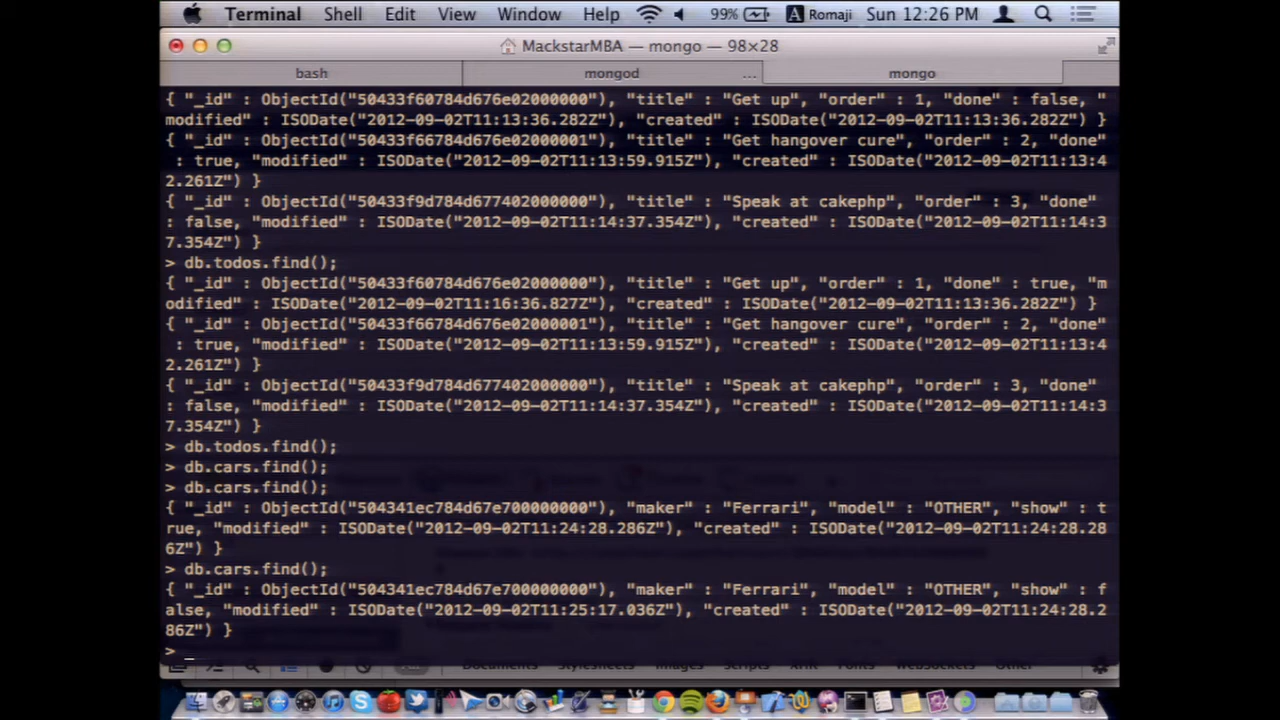 Terminal Shell Edit View Window Help 99% A Romaji Sun 12:26 PM
MackstarMBA — mongo — 98×28
bash mongod ... mongo
{ "_id" : ObjectId("50433f60784d676e02000000"), "title" : "Get up", "order" : 1, "done" : false, "
modified" : ISODate("2012-09-02T11:13:36.282Z"), "created" : ISODate("2012-09-02T11:13:36.282Z") }
{ "_id" : ObjectId("50433f66784d676e02000001"), "title" : "Get hangover cure", "order" : 2, "done"
: true, "modified" : ISODate("2012-09-02T11:13:59.915Z"), "created" : ISODate("2012-09-02T11:13:4
2.261Z") }
{ "_id" : ObjectId("50433f9d784d677402000000"), "title" : "Speak at cakephp", "order" : 3, "done"
: false, "modified" : ISODate("2012-09-02T11:14:37.354Z"), "created" : ISODate("2012-09-02T11:14:3
7.354Z") }
> db.todos.find();
{ "_id" : ObjectId("50433f60784d676e02000000"), "title" : "Get up", "order" : 1, "done" : true, "m
odified" : ISODate("2012-09-02T11:16:36.827Z"), "created" : ISODate("2012-09-02T11:13:36.282Z") }
{ "_id" : ObjectId("50433f66784d676e02000001"), "title" : "Get hangover cure", "order" : 2, "done"
: true, "modified" : ISODate("2012-09-02T11:13:59.915Z"), "created" : ISODate("2012-09-02T11:13:4
2.261Z") }
{ "_id" : ObjectId("50433f9d784d677402000000"), "title" : "Speak at cakephp", "order" : 3, "done"
: false, "modified" : ISODate("2012-09-02T11:14:37.354Z"), "created" : ISODate("2012-09-02T11:14:3
7.354Z") }
> db.todos.find();
> db.cars.find();
> db.cars.find();
{ "_id" : ObjectId("504341ec784d67e700000000"), "maker" : "Ferrari", "model" : "OTHER", "show" : t
rue, "modified" : ISODate("2012-09-02T11:24:28.286Z"), "created" : ISODate("2012-09-02T11:24:28.28
6Z") }
> db.cars.find();
{ "_id" : ObjectId("504341ec784d67e700000000"), "maker" : "Ferrari", "model" : "OTHER", "show" : f
alse, "modified" : ISODate("2012-09-02T11:25:17.036Z"), "created" : ISODate("2012-09-02T11:24:28.2
86Z") }
>
Documents Stylesheets Images Scripts XHR Fonts WebSockets Other